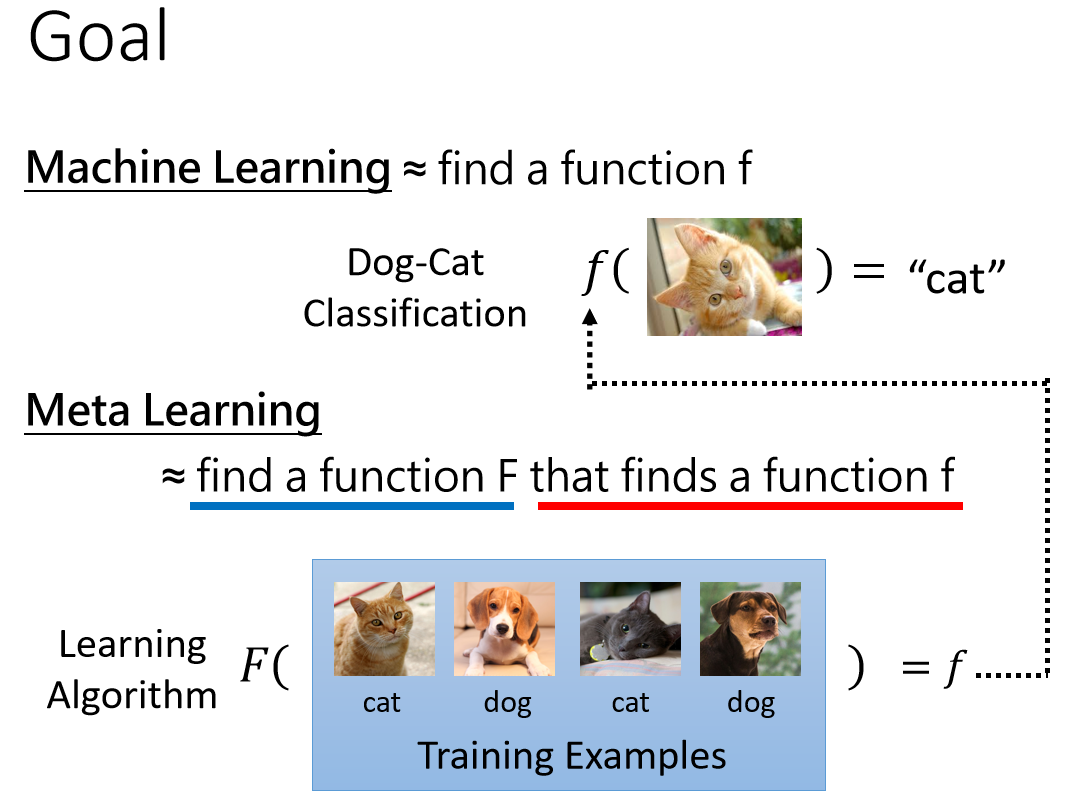 Goal
Machine Learning ≈ find a function f
Dog-Cat
Classification
𝑓( ) = “cat”
Meta Learning
≈ find a function F that finds a function f
Learning
Algorithm
𝐹( ) = 𝑓
cat dog cat dog
Training Examples